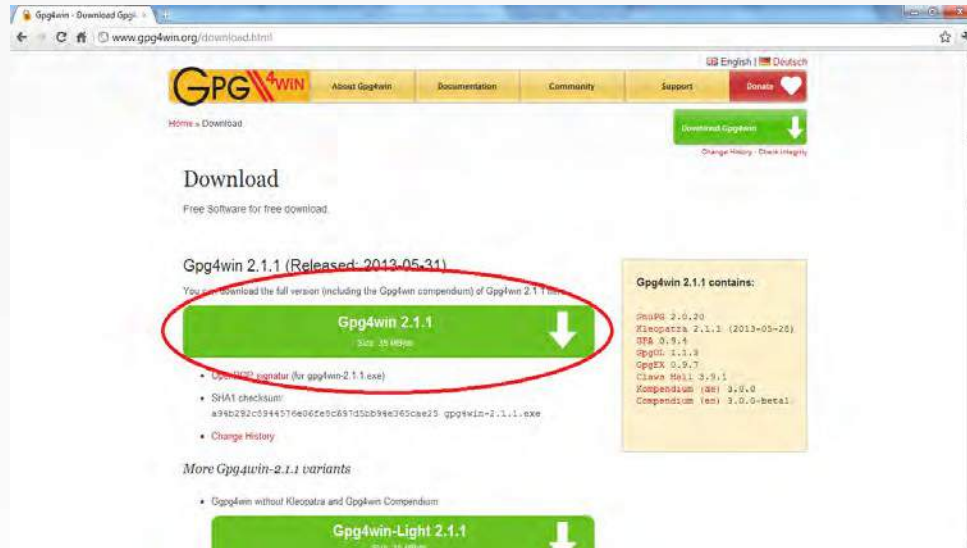 Gpg4win - Download Gpg4
www.gpg4win.org/download.html
English | Deutsch
GPG4WIN
About Gpg4win
Documentation
Community
Support
Donate
Home » Download
Download Gpg4win
Change History - Check integrity
Download
Free Software for free download.
Gpg4win 2.1.1 (Released: 2013-05-31)
You can download the full version (including the Gpg4win compendium) of Gpg4win 2.1.1 here
Gpg4win 2.1.1
Size: 35 MByte
OpenPGP signatur (for gpg4win-2.1.1.exe)
SHA1 checksum:
gpg4win-2.1.1.exe
Change History
More Gpg4win-2.1.1 variants
Ggpg4win without Kleopatra and Gpg4win Compendium
Gpg4win-Light 2.1.1
Gpg4win 2.1.1 contains:
GnuPG 2.0.20
Kleopatra 2.1.1 (2013-05-28)
GPA 0.9.4
GpgOL 1.1.3
GpgEX 0.9.7
Claws Mail 3.9.1
Kompendium (de) 3.0.0
Compendium (en) 3.0.0-beta1